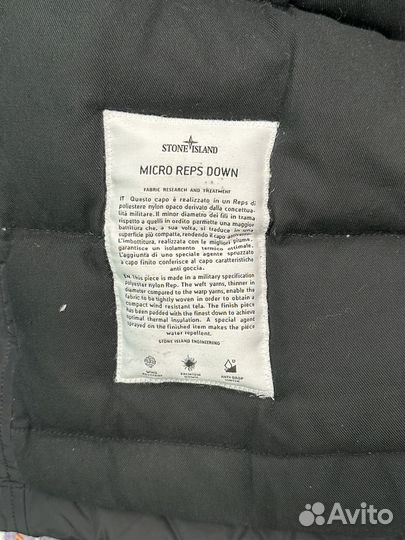 STONE ISLAND
MICRO REPS DOWN
FABRIC RESEARCH AND TREATMENT
IT Questo capo è realizzato in un Reps di
poliestere nylon opaco derivato dalla concettua-
lità militare. Il minor diametro dei fili in trama
rispetto a quelli in ordito permette una maggior
battitura che, a sua volta, si traduce in una
superficie più compatta, rendendo il capo antivento.
L'imbottitura, realizzata con le migliori piume,
garantisce un isolamento termico ottimale.
L'aggiunta di uno speciale agente spruzzato
a capo finito conferisce al capo caratteristiche
anti goccia.
EN This piece is made in a military specification
polyester nylon Rep. The weft yarns, thinner in
diameter compared to the warp yarns, enable the
fabric to be tightly woven in order to obtain a
compact wind resistant tela. The finish piece
has been padded with the finest down to achieve
optimal thermal insulation. A special agent
sprayed on the finished item makes the piece
water repellent.
STONE ISLAND ENGINEERING
WIND
ANTI-DROP
Avito